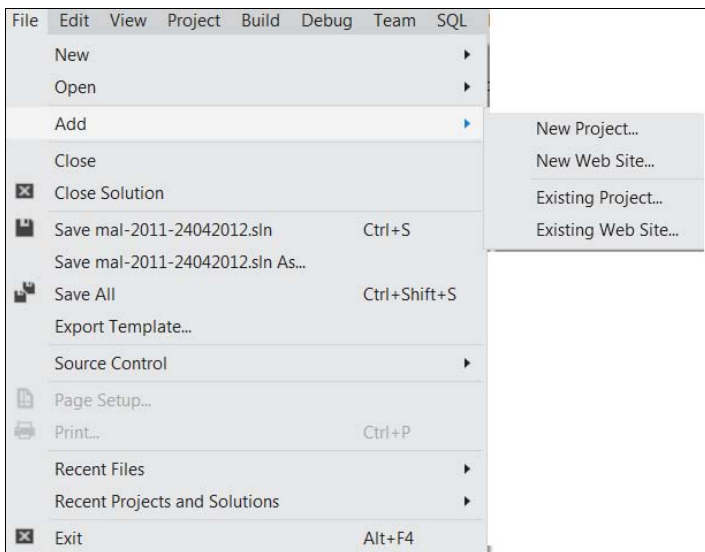 File Edit View Project Build Debug Team SQL
New
Open
Add
New Project...
New Web Site...
Existing Project...
Existing Web Site...
Close
Close Solution
Save mal-2011-24042012.sln Ctrl+S
Save mal-2011-24042012.sln As...
Save All Ctrl+Shift+S
Export Template...
Source Control
Page Setup...
Print... Ctrl+P
Recent Files
Recent Projects and Solutions
Exit Alt+F4